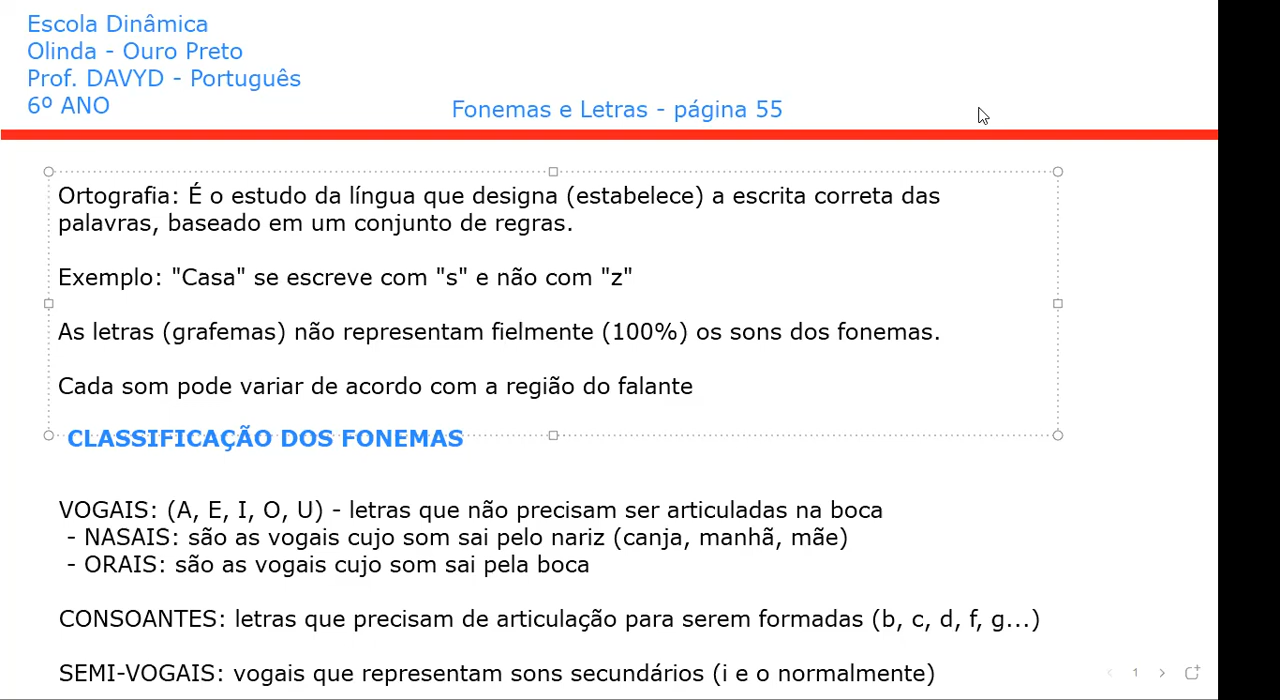 Escola Dinâmica
Olinda - Ouro Preto
Prof. DAVYD - Português
6º ANO
Fonemas e Letras - página 55
Ortografia: É o estudo da língua que designa (estabelece) a escrita correta das
palavras, baseado em um conjunto de regras.
Exemplo: "Casa" se escreve com "s" e não com "z"
As letras (grafemas) não representam fielmente (100%) os sons dos fonemas.
Cada som pode variar de acordo com a região do falante
CLASSIFICAÇÃO DOS FONEMAS
VOGAIS: (A, E, I, O, U) - letras que não precisam ser articuladas na boca
- NASAIS: são as vogais cujo som sai pelo nariz (canja, manhã, mãe)
- ORAIS: são as vogais cujo som sai pela boca
CONSOANTES: letras que precisam de articulação para serem formadas (b, c, d, f, g...)
SEMI-VOGAIS: vogais que representam sons secundários (i e o normalmente)
1